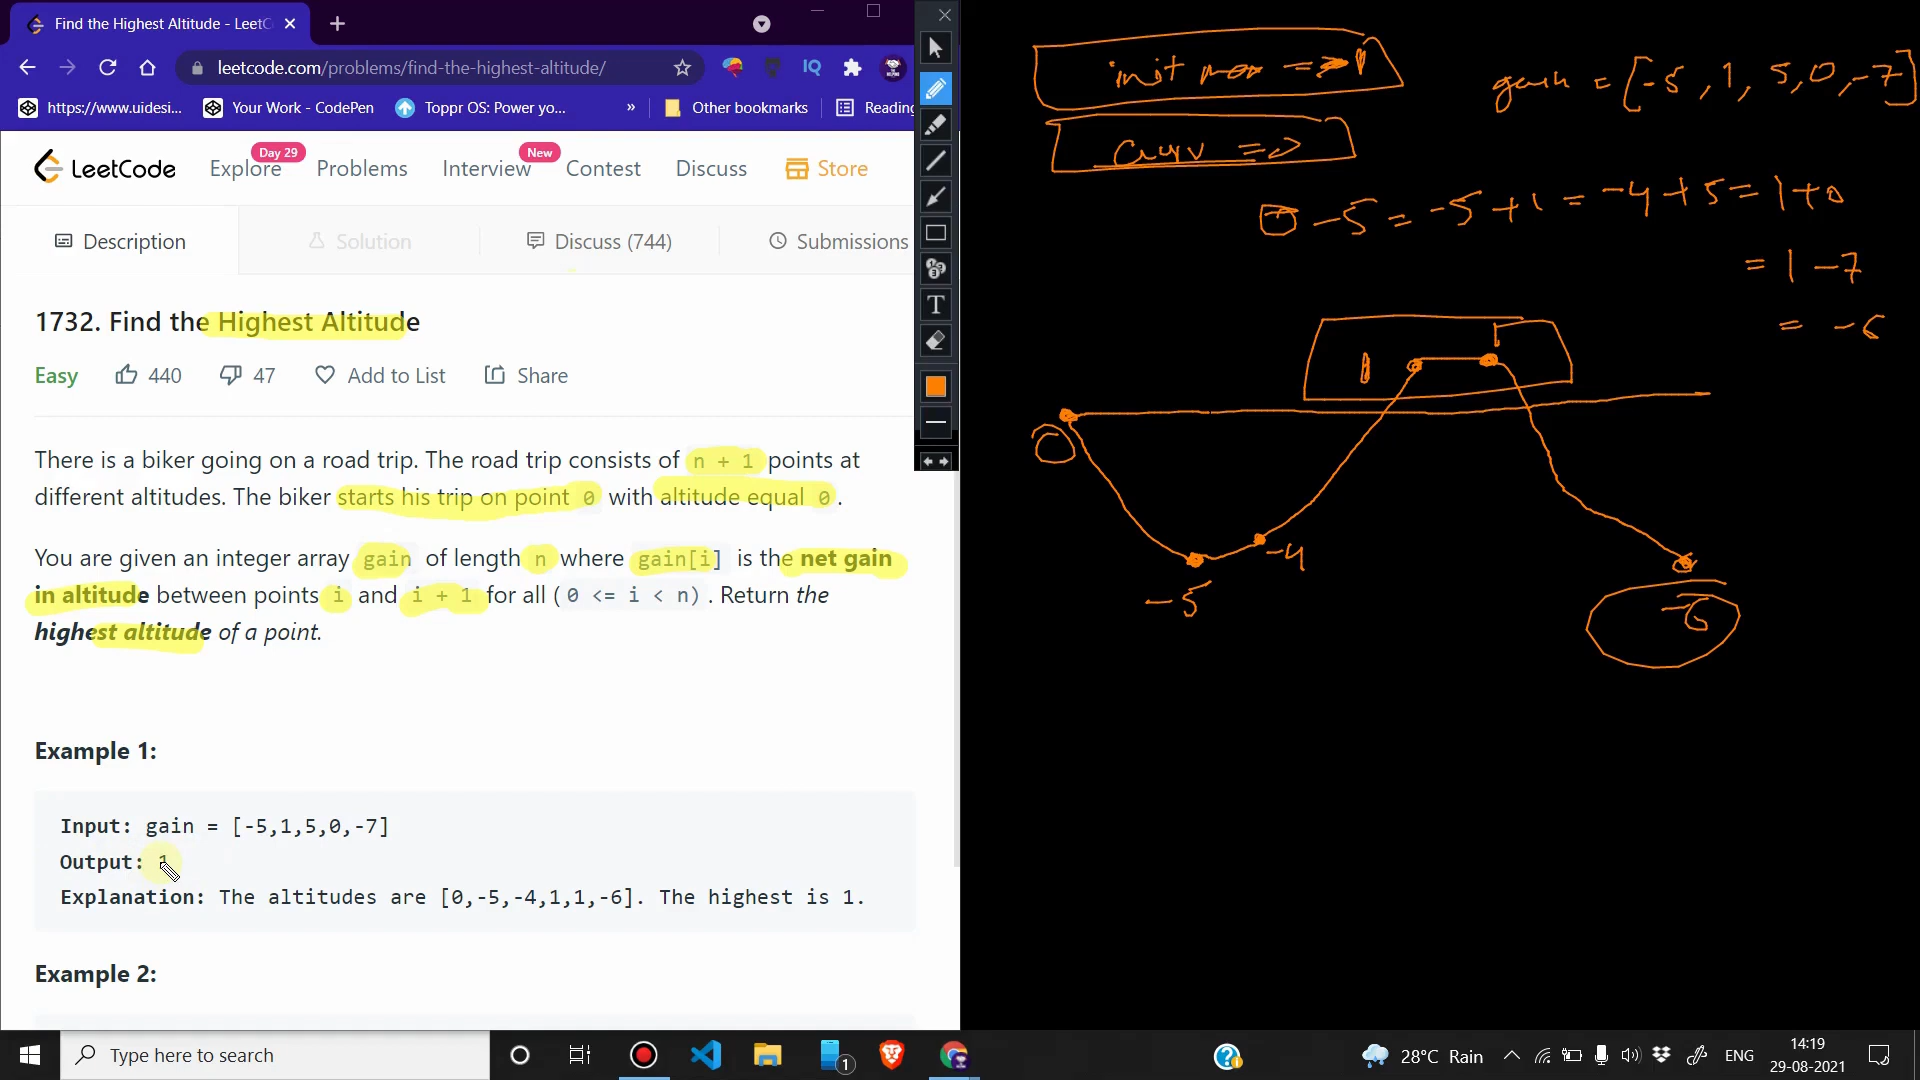 Find the Highest Altitude - LeetC
leetcode.com/problems/find-the-highest-altitude/
https://www.uidesi... Your Work - CodePen Toppr OS: Power yo... » Other bookmarks Reading
LeetCode Explore Day 29 Problems Interview New Contest Discuss Store
Description Solution Discuss (744) Submissions
1732. Find the Highest Altitude
Easy 440 47 Add to List Share
There is a biker going on a road trip. The road trip consists of n + 1 points at
different altitudes. The biker starts his trip on point 0 with altitude equal 0.
You are given an integer array gain of length n where gain[i] is the net gain
in altitude between points i and i + 1 for all (0 <= i < n). Return the
highest altitude of a point.
Example 1:
Input: gain = [-5,1,5,0,-7]
Output: 1
Explanation: The altitudes are [0,-5,-4,1,1,-6]. The highest is 1.
Example 2:
init max => 1
gain = [-5, 1, 5, 0, -7]
curr =>
0 -5 = -5 + 1 = -4 + 5 = 1 + 0
= 1 - 7
= -6
1 1
0
-4
-5
-6
Type here to search
1
28°C Rain
ENG
14:19
29-08-2021